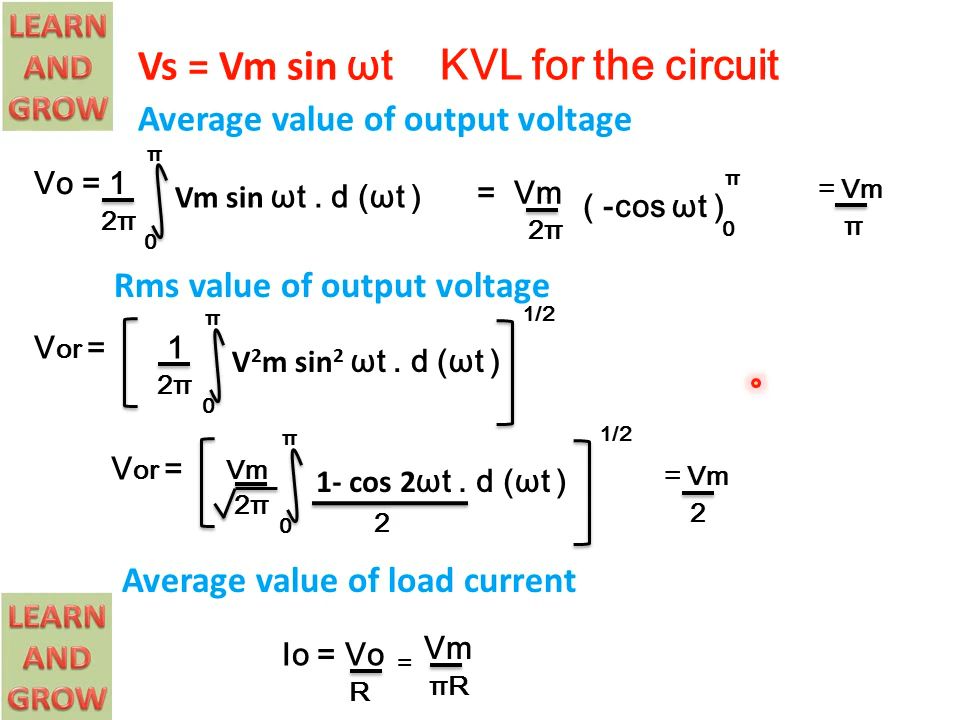 LEARN
AND
GROW
Vs = Vm sin ωt KVL for the circuit
Average value of output voltage
π
Vo = 1 Vm sin ωt . d (ωt ) = Vm ( -cos ωt ) π = Vm
2π 0 2π 0 π
Rms value of output voltage
π 1/2
Vor = 1 V²m sin² ωt . d (ωt )
2π 0
π 1/2
Vor = Vm 1- cos 2ωt . d (ωt ) = Vm
√2π 0 2 2
Average value of load current
LEARN
AND
GROW
Io = Vo = Vm
R πR